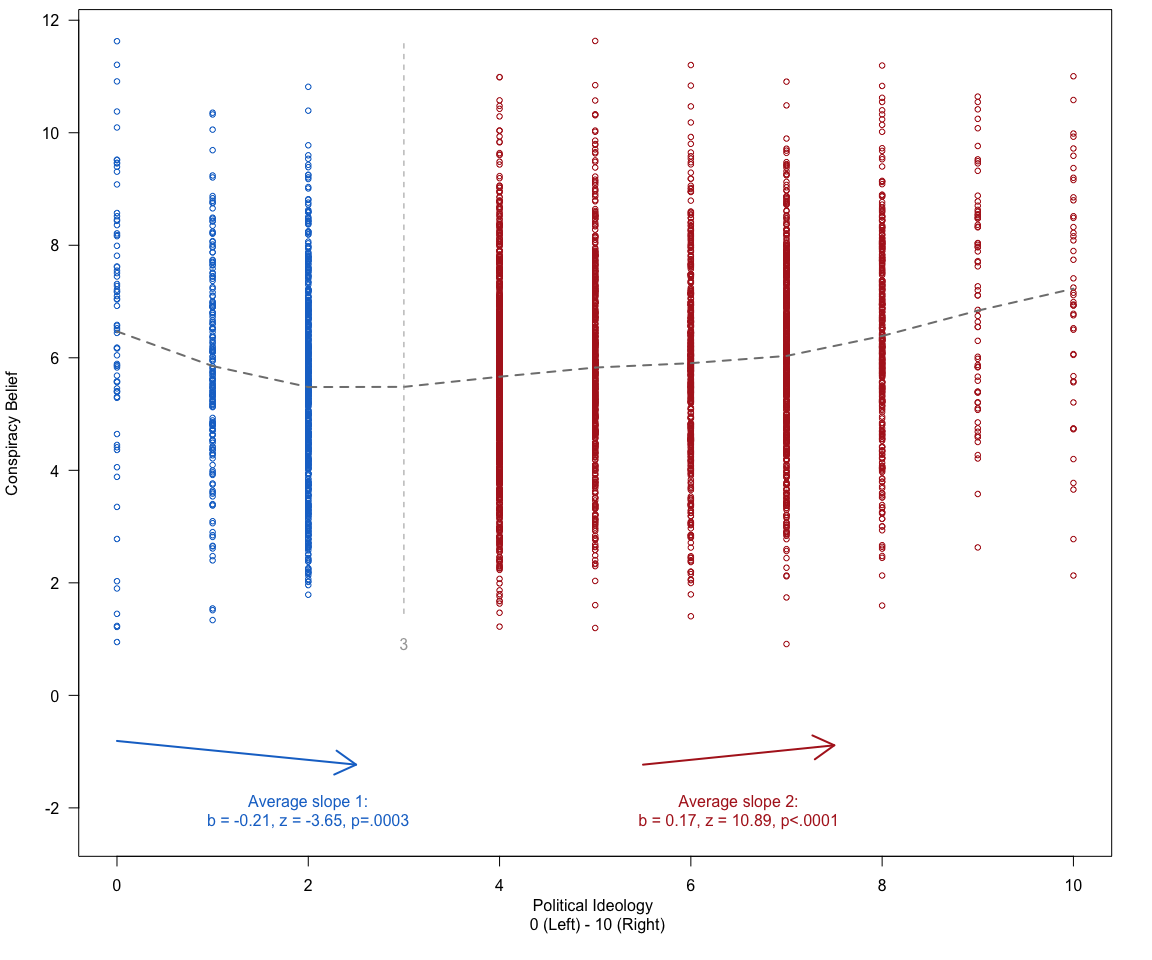 12
10
8
6
4
2
0
-2
Conspiracy Belief
3
Average slope 1:
b = -0.21, z = -3.65, p=.0003
Average slope 2:
b = 0.17, z = 10.89, p<.0001
0 2 4 6 8 10
Political Ideology
0 (Left) - 10 (Right)